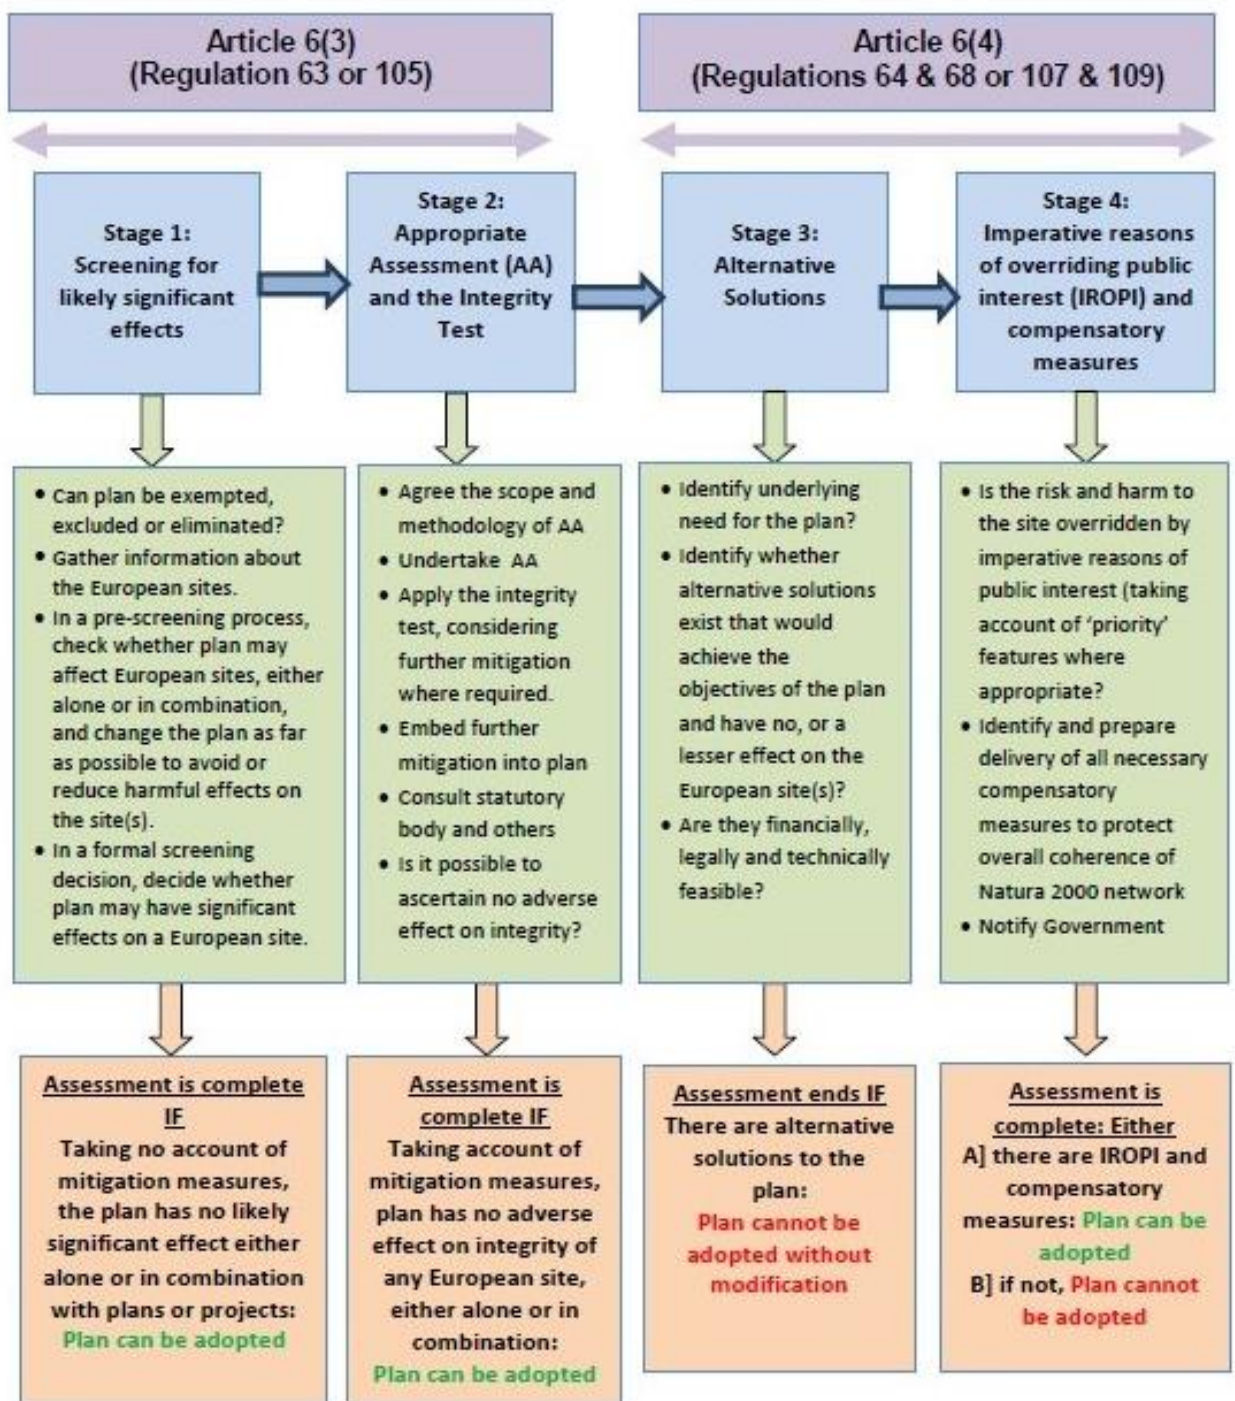 Article 6(3)
(Regulation 63 or 105)
Article 6(4)
(Regulations 64 & 68 or 107 & 109)
Stage 1:
Screening for
likely significant
effects
Stage 2:
Appropriate
Assessment (AA)
and the Integrity
Test
Stage 3:
Alternative
Solutions
Stage 4:
Imperative reasons
of overriding public
interest (IROPI) and
compensatory
measures
• Can plan be exempted,
excluded or eliminated?
• Gather information about
the European sites.
• In a pre-screening process,
check whether plan may
affect European sites, either
alone or in combination,
and change the plan as far
as possible to avoid or
reduce harmful effects on
the site(s).
• In a formal screening
decision, decide whether
plan may have significant
effects on a European site.
• Agree the scope and
methodology of AA
• Undertake AA
• Apply the integrity
test, considering
further mitigation
where required.
• Embed further
mitigation into plan
• Consult statutory
body and others
• Is it possible to
ascertain no adverse
effect on integrity?
• Identify underlying
need for the plan?
• Identify whether
alternative solutions
exist that would
achieve the
objectives of the plan
and have no, or a
lesser effect on the
European site(s)?
• Are they financially,
legally and technically
feasible?
• Is the risk and harm to
the site overridden by
imperative reasons of
public interest (taking
account of ‘priority’
features where
appropriate?
• Identify and prepare
delivery of all necessary
compensatory
measures to protect
overall coherence of
Natura 2000 network
• Notify Government
Assessment is complete
IF
Taking no account of
mitigation measures,
the plan has no likely
significant effect either
alone or in combination
with plans or projects:
Plan can be adopted
Assessment is
complete IF
Taking account of
mitigation measures,
plan has no adverse
effect on integrity of
any European site,
either alone or in
combination:
Plan can be adopted
Assessment ends IF
There are alternative
solutions to the
plan:
Plan cannot be
adopted without
modification
Assessment is
complete: Either
A] there are IROPI and
compensatory
measures: Plan can be
adopted
B] if not, Plan cannot
be adopted